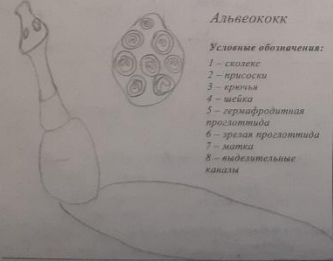 Альвеококк
Условные обозначения:
1 – сколекс
2 – присоски
3 – крючья
4 – шейка
5 – гермафродитная
проглоттида
6 – зрелая проглоттида
7 – матка
8 – выделительные
каналы